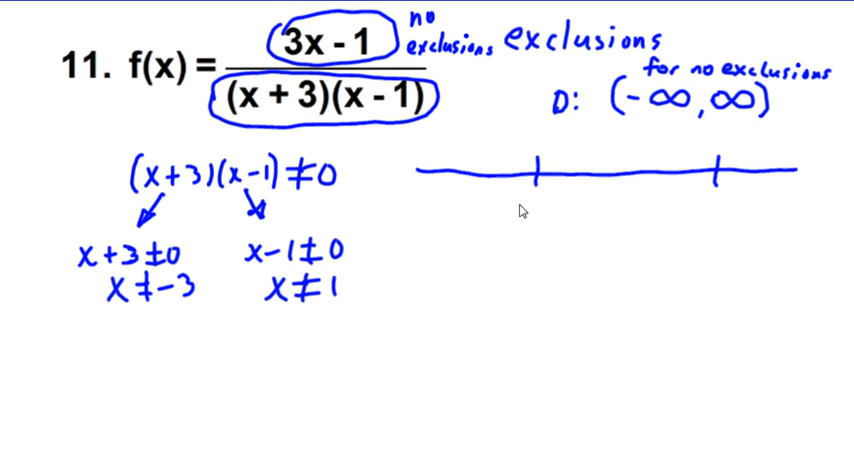 11. f(x) = 3x - 1 / (x + 3)(x - 1)
no exclusions
exclusions
for no exclusions
D: (-∞, ∞)
(x+3)(x-1)≠0
x+3≠0 x-1≠0
x≠-3 x≠1